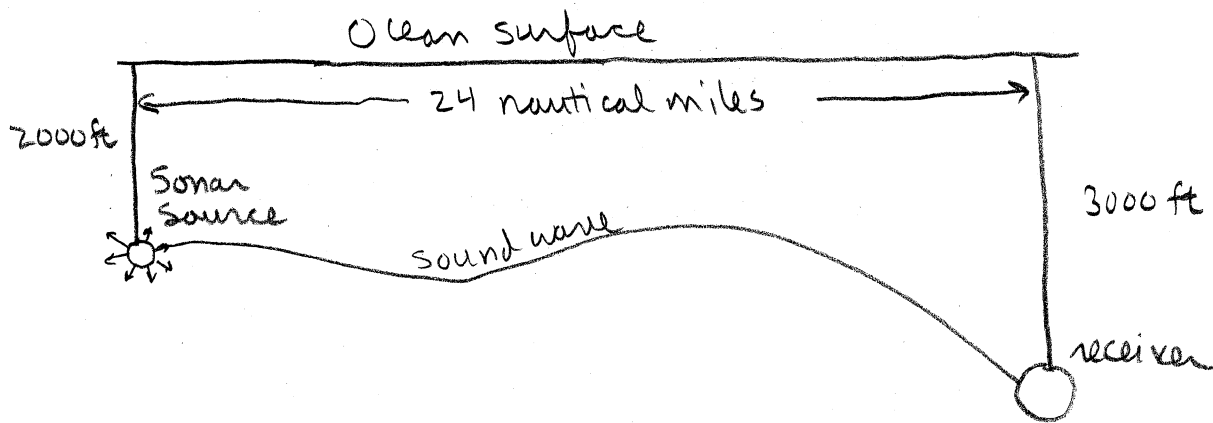 Ocean surface
24 nautical miles
2000ft
Sonar
Source
3000 ft
sound wave
receiver